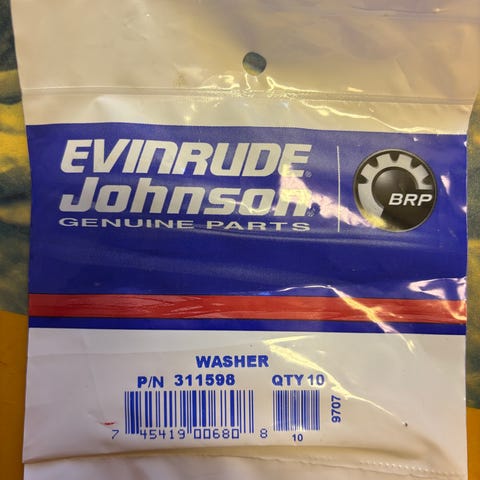 EVINRUDE
Johnson
GENUINE PARTS
BRP
WASHER
P/N 311598 QTY 10
7 45419 00680 8
10
9707